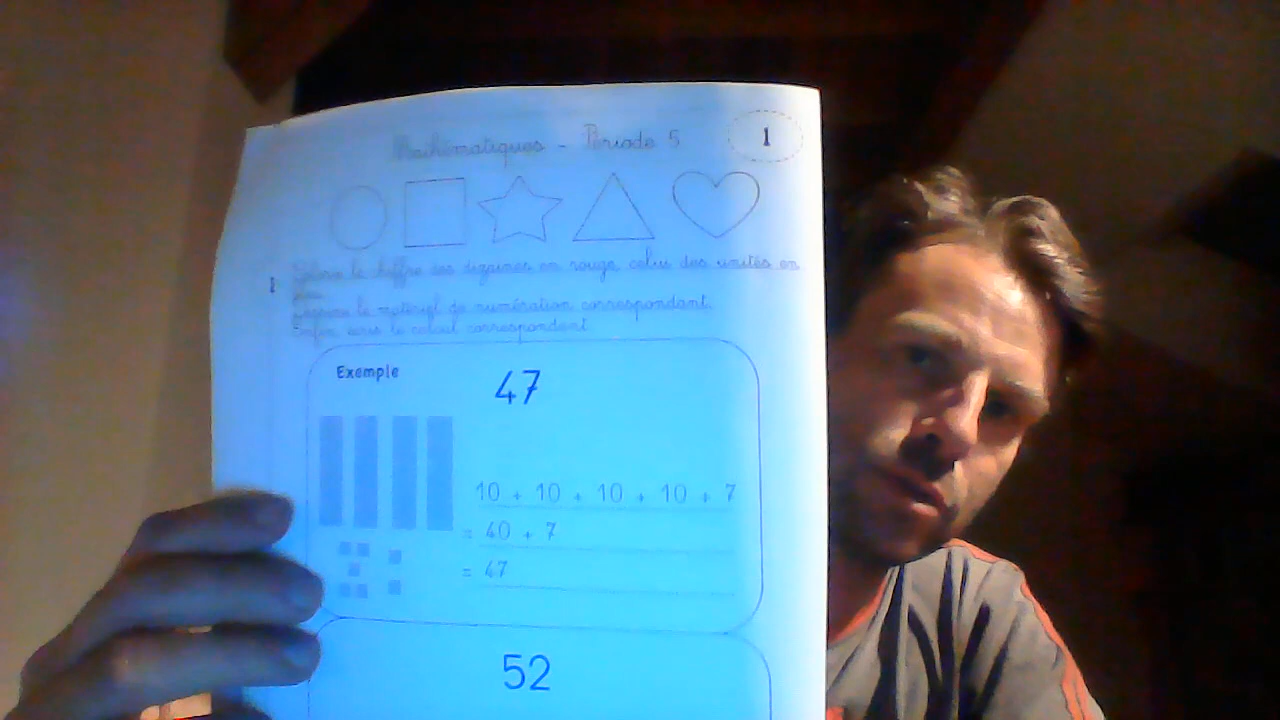 Mathématiques - Période 5
1
1 Colorie le chiffre des dizaines en rouge, celui des unités en
Dessine le matériel de numération correspondant.
Enfin, écris le calcul correspondant
Exemple
47
10 + 10 + 10 + 10 + 7
= 40 + 7
= 47
52